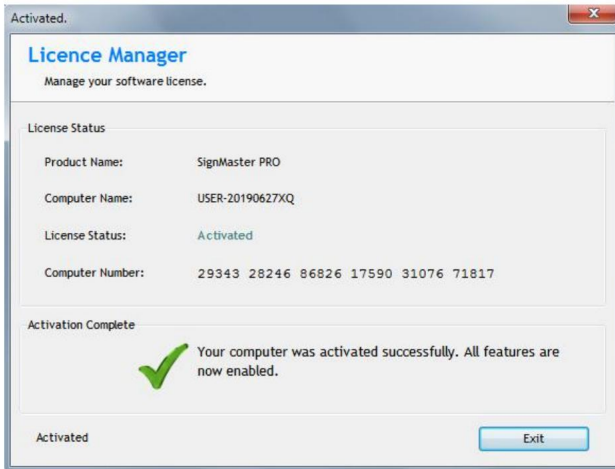 Activated.
Licence Manager
Manage your software license.
License Status
Product Name: SignMaster PRO
Computer Name: USER-20190627XQ
License Status: Activated
Computer Number: 29343 28246 86826 17590 31076 71817
Activation Complete
Your computer was activated successfully. All features are
now enabled.
Activated Exit